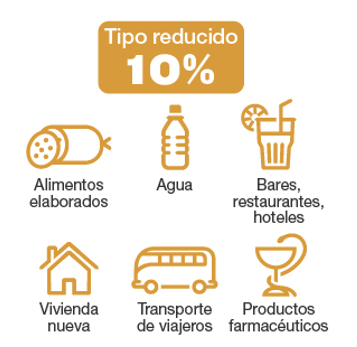 Tipo reducido
10%
Alimentos
elaborados
Agua
Bares,
restaurantes,
hoteles
Vivienda
nueva
Transporte
de viajeros
Productos
farmacéuticos